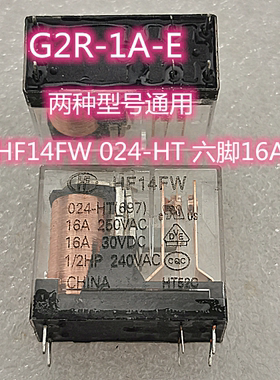 G2R-1A-E
两种型号通用
HF14FW 024-HT 六脚16A
HF14FW
024-HT(697)
16A 250VAC
16A 30VDC
1/2HP 240VAC
CHINA
CQC